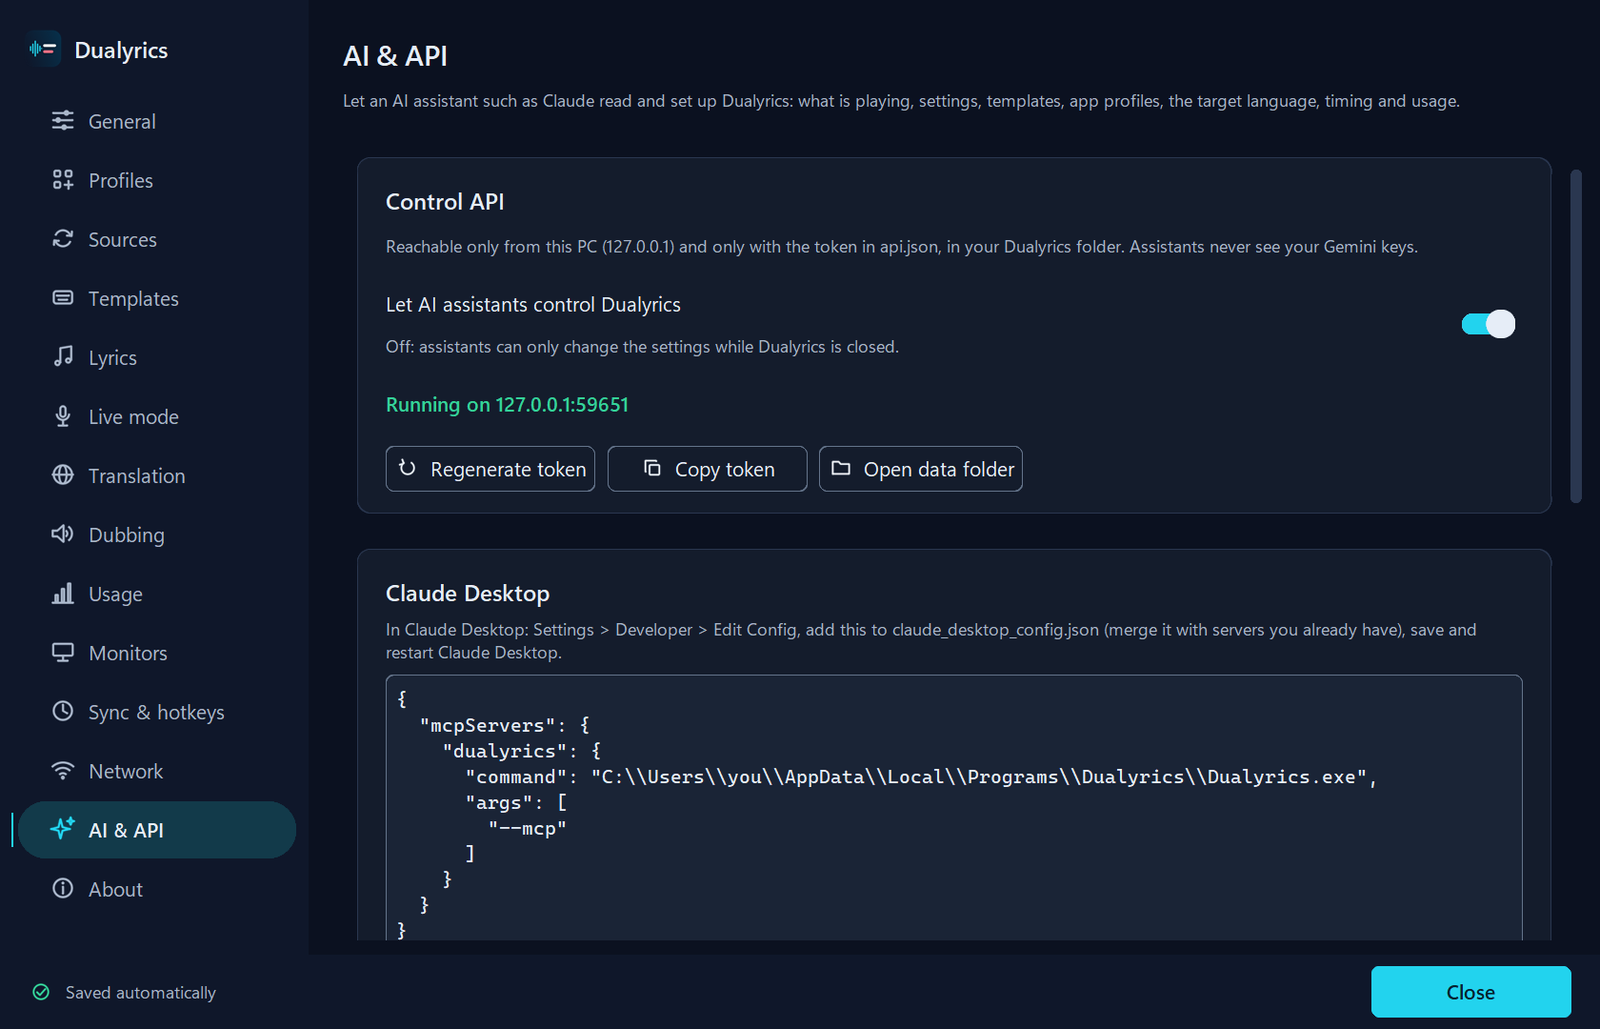 Dualyrics
General
Profiles
Sources
Templates
Lyrics
Live mode
Translation
Dubbing
Usage
Monitors
Sync & hotkeys
Network
AI & API
About
Saved automatically
AI & API
Let an AI assistant such as Claude read and set up Dualyrics: what is playing, settings, templates, app profiles, the target language, timing and usage.
Control API
Reachable only from this PC (127.0.0.1) and only with the token in api.json, in your Dualyrics folder. Assistants never see your Gemini keys.
Let AI assistants control Dualyrics
Off: assistants can only change the settings while Dualyrics is closed.
Running on 127.0.0.1:59651
Regenerate token
Copy token
Open data folder
Claude Desktop
In Claude Desktop: Settings > Developer > Edit Config, add this to claude_desktop_config.json (merge it with servers you already have), save and
restart Claude Desktop.
{
  "mcpServers": {
    "dualyrics": {
      "command": "C:\\Users\\you\\AppData\\Local\\Programs\\Dualyrics\\Dualyrics.exe",
      "args": [
        "--mcp"
      ]
    }
  }
}
Close